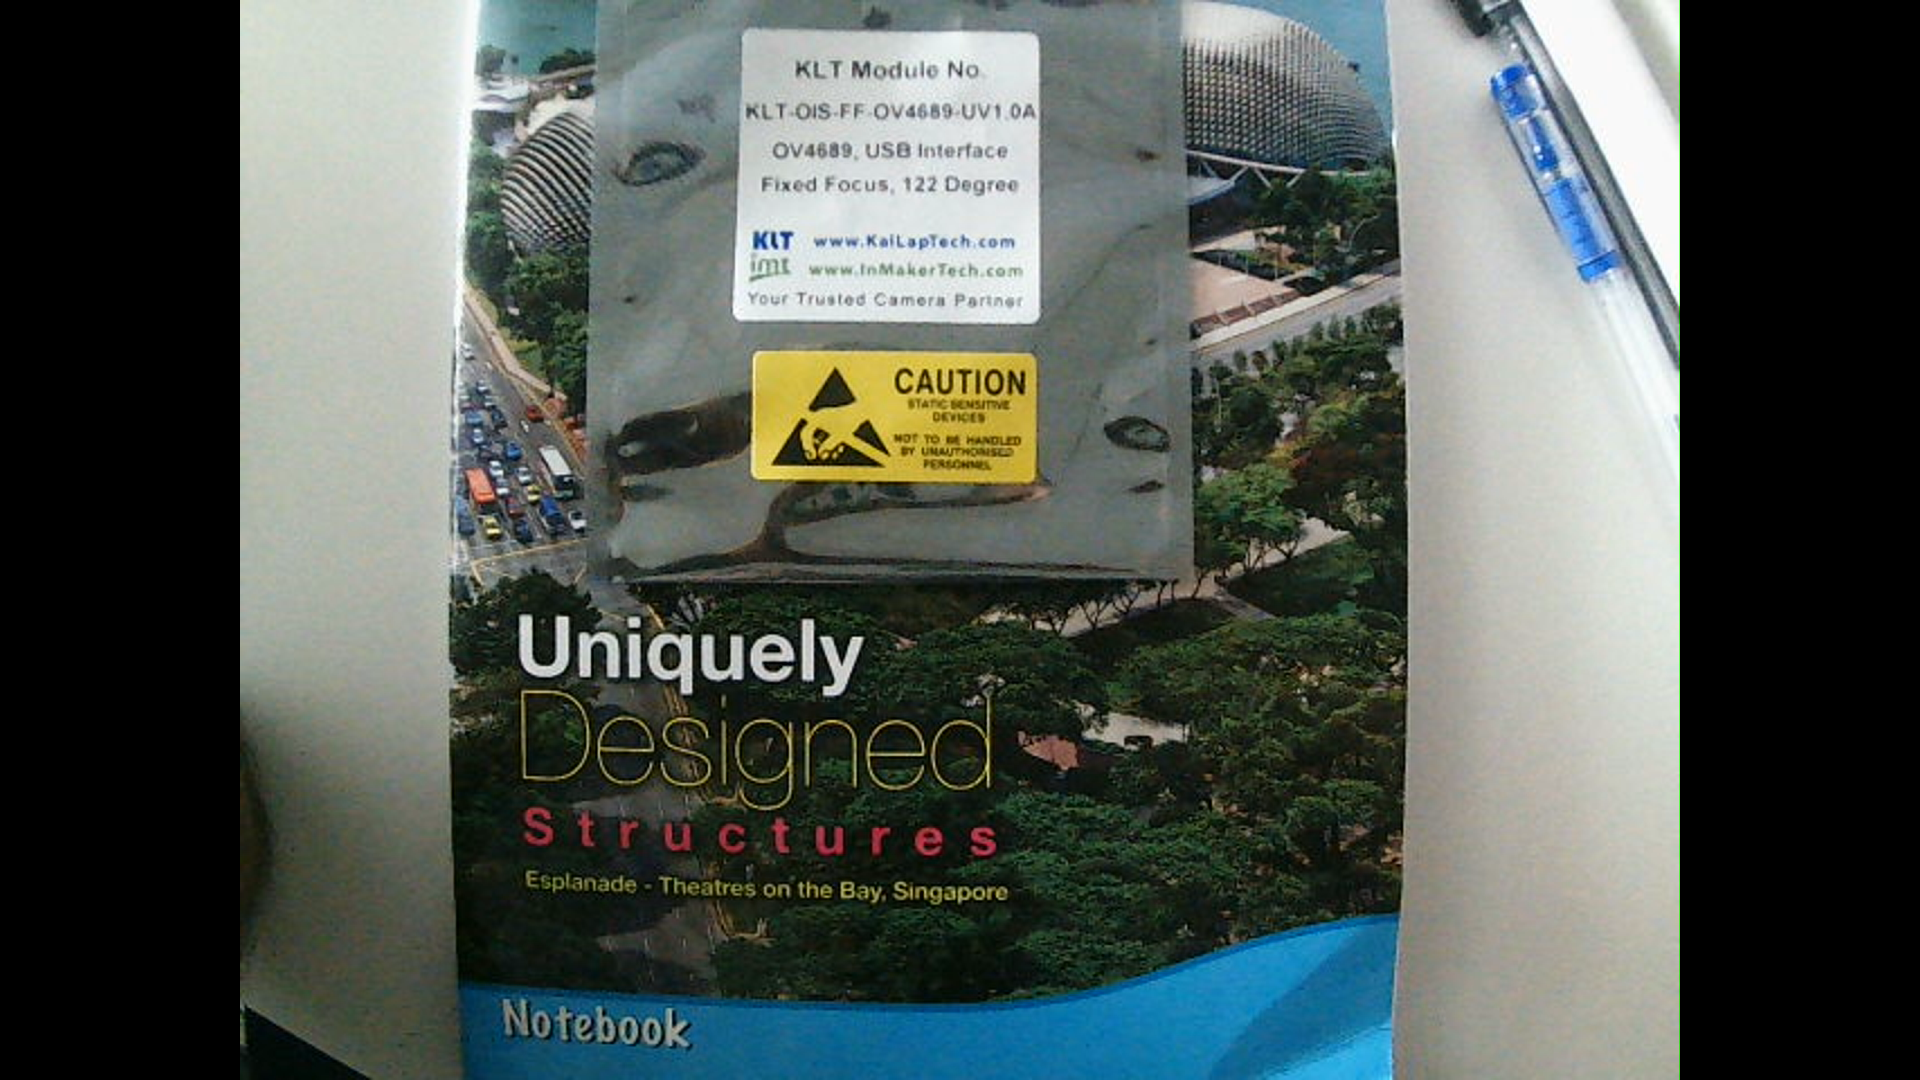 KLT Module No.
KLT-OIS-FF-OV4689-UV1.0A
OV4689, USB Interface
Fixed Focus, 122 Degree
KLT www.KaiLapTech.com
imt www.InMakerTech.com
Your Trusted Camera Partner
CAUTION
STATIC SENSITIVE
DEVICES
NOT TO BE HANDLED
BY UNAUTHORISED
PERSONNEL
Uniquely
Designed
Structures
Esplanade - Theatres on the Bay, Singapore
Notebook